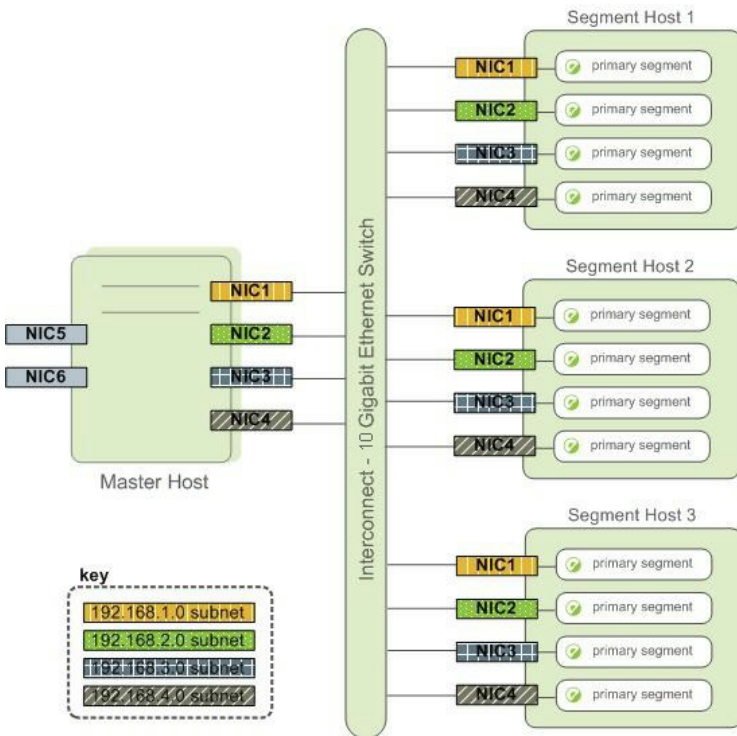 Segment Host 1
NIC1
primary segment
NIC2
primary segment
NIC3
primary segment
NIC4
primary segment
Segment Host 2
NIC1
primary segment
NIC2
primary segment
NIC3
primary segment
NIC4
primary segment
Segment Host 3
NIC1
primary segment
NIC2
primary segment
NIC3
primary segment
NIC4
primary segment
Interconnect - 10 Gigabit Ethernet Switch
NIC1
NIC2
NIC3
NIC4
NIC5
NIC6
Master Host
key
192.168.1.0 subnet
192.168.2.0 subnet
192.168.3.0 subnet
192.168.4.0 subnet